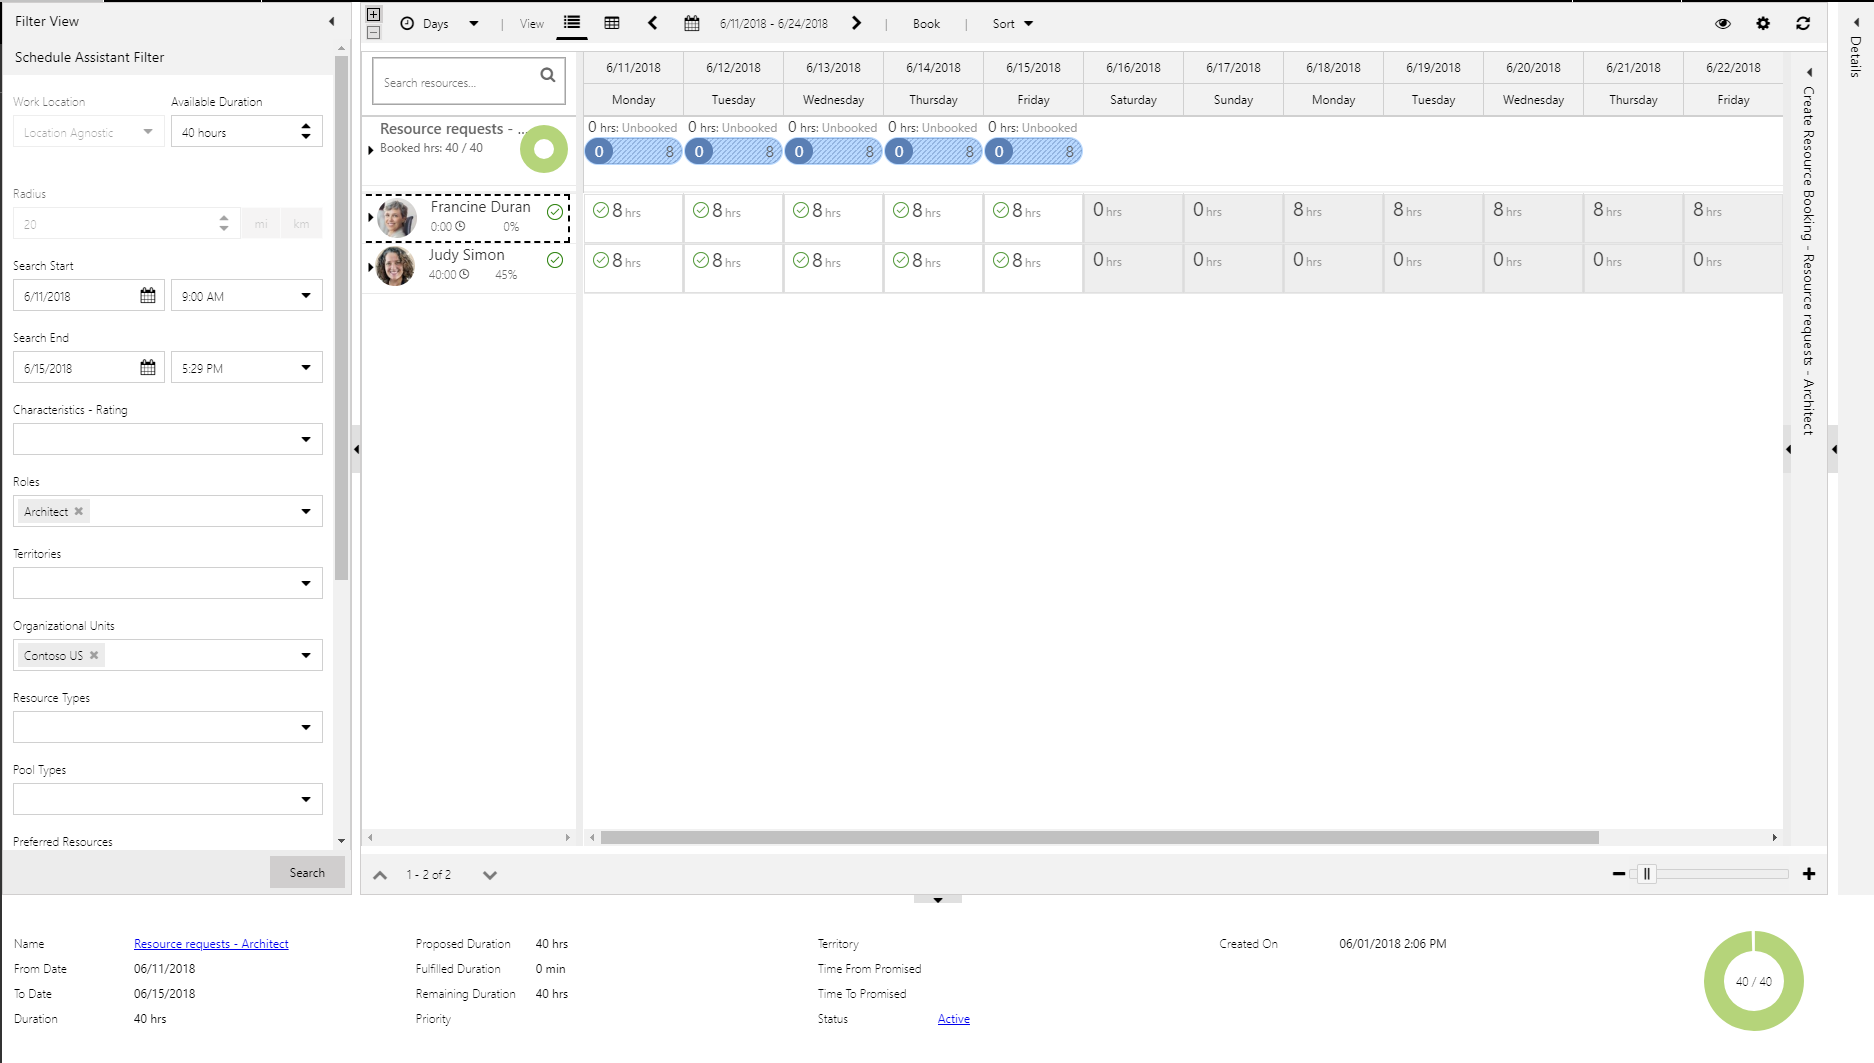 Filter View
Schedule Assistant Filter
Work Location
Available Duration
Location Agnostic
40 hours
Radius
20
mi
km
Search Start
6/11/2018
9:00 AM
Search End
6/15/2018
5:29 PM
Characteristics - Rating
Roles
Architect
Territories
Organizational Units
Contoso US
Resource Types
Pool Types
Preferred Resources
Search
Days
|
View
6/11/2018 - 6/24/2018
|
Book
|
Sort
Search resources...
6/11/2018 6/12/2018 6/13/2018 6/14/2018 6/15/2018 6/16/2018 6/17/2018 6/18/2018 6/19/2018 6/20/2018 6/21/2018 6/22/2018
Monday Tuesday Wednesday Thursday Friday Saturday Sunday Monday Tuesday Wednesday Thursday Friday
Resource requests - ...
Booked hrs: 40 / 40
0 hrs: Unbooked 0 hrs: Unbooked 0 hrs: Unbooked 0 hrs: Unbooked 0 hrs: Unbooked
0 8 0 8 0 8 0 8 0 8
Francine Duran
0:00 0%
8 hrs 8 hrs 8 hrs 8 hrs 8 hrs 0 hrs 0 hrs 8 hrs 8 hrs 8 hrs 8 hrs 8 hrs
Judy Simon
40:00 45%
8 hrs 8 hrs 8 hrs 8 hrs 8 hrs 0 hrs 0 hrs 0 hrs 0 hrs 0 hrs 0 hrs 0 hrs
1 - 2 of 2
Create Resource Booking - Resource requests - Architect
Details
Name Resource requests - Architect
From Date 06/11/2018
To Date 06/15/2018
Duration 40 hrs
Proposed Duration 40 hrs
Fulfilled Duration 0 min
Remaining Duration 40 hrs
Priority
Territory
Time From Promised
Time To Promised
Status Active
Created On 06/01/2018 2:06 PM
40 / 40